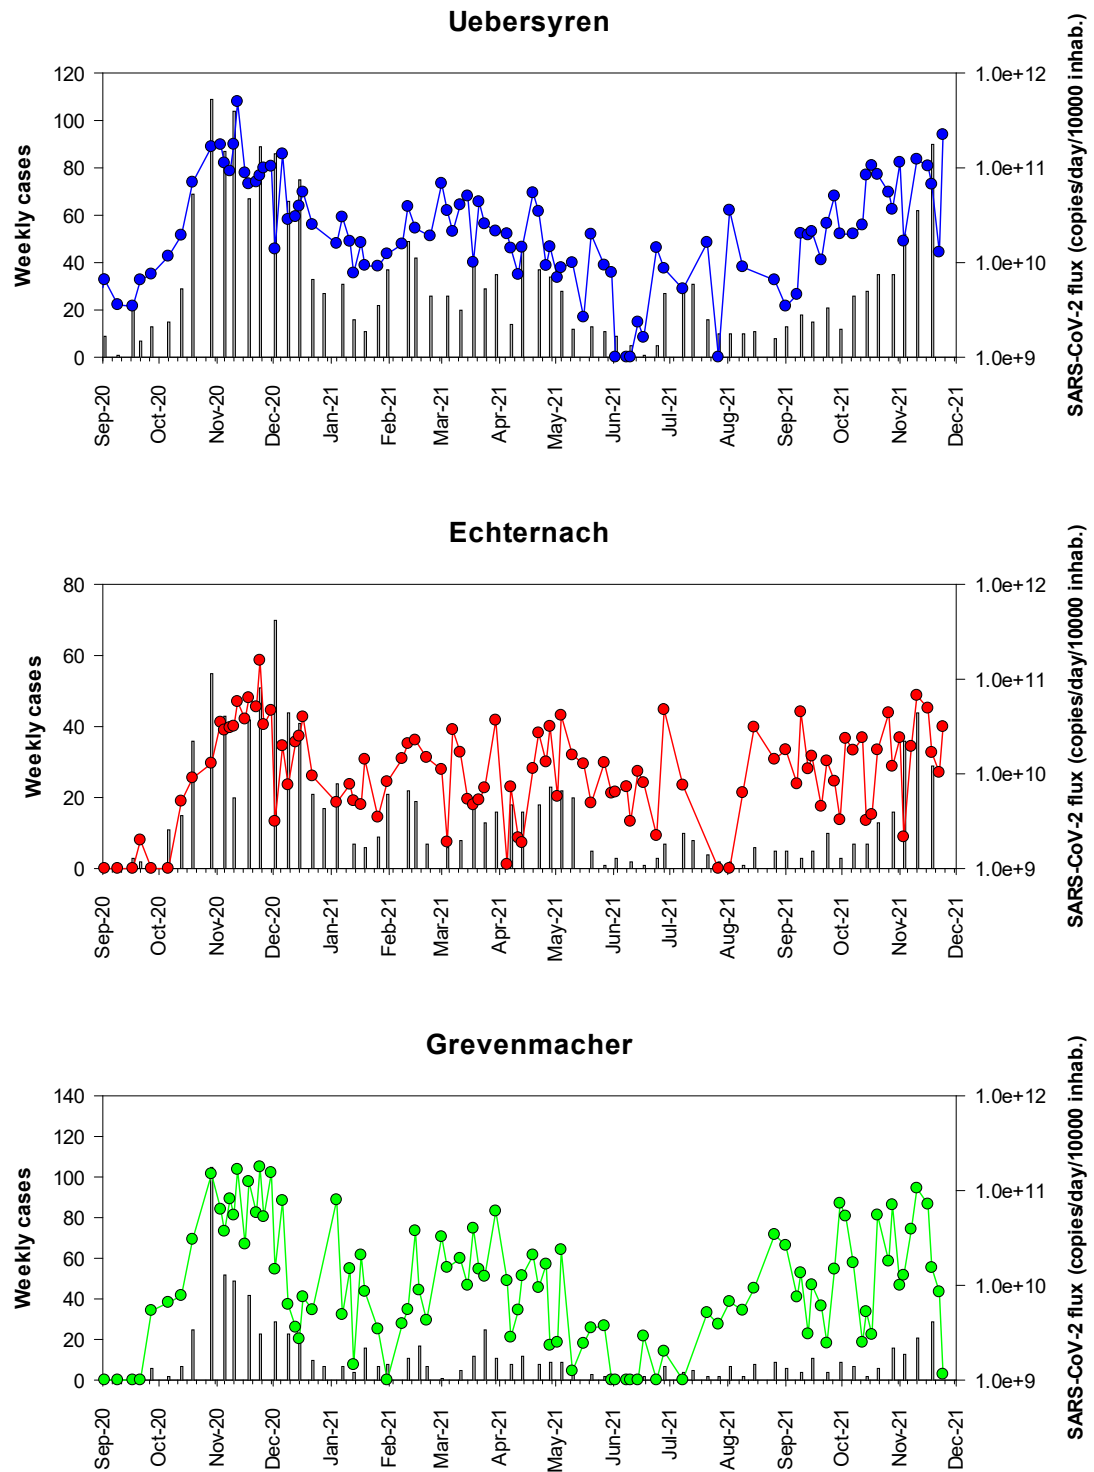 Uebersyren
Weekly cases
SARS-CoV-2 flux (copies/day/10000 inhab.)
120
100
80
60
40
20
0
1.0e+12
1.0e+11
1.0e+10
1.0e+9
Sep-20
Oct-20
Nov-20
Dec-20
Jan-21
Feb-21
Mar-21
Apr-21
May-21
Jun-21
Jul-21
Aug-21
Sep-21
Oct-21
Nov-21
Dec-21
Echternach
Weekly cases
SARS-CoV-2 flux (copies/day/10000 inhab.)
80
60
40
20
0
1.0e+12
1.0e+11
1.0e+10
1.0e+9
Sep-20
Oct-20
Nov-20
Dec-20
Jan-21
Feb-21
Mar-21
Apr-21
May-21
Jun-21
Jul-21
Aug-21
Sep-21
Oct-21
Nov-21
Dec-21
Grevenmacher
Weekly cases
SARS-CoV-2 flux (copies/day/10000 inhab.)
140
120
100
80
60
40
20
0
1.0e+12
1.0e+11
1.0e+10
1.0e+9
Sep-20
Oct-20
Nov-20
Dec-20
Jan-21
Feb-21
Mar-21
Apr-21
May-21
Jun-21
Jul-21
Aug-21
Sep-21
Oct-21
Nov-21
Dec-21